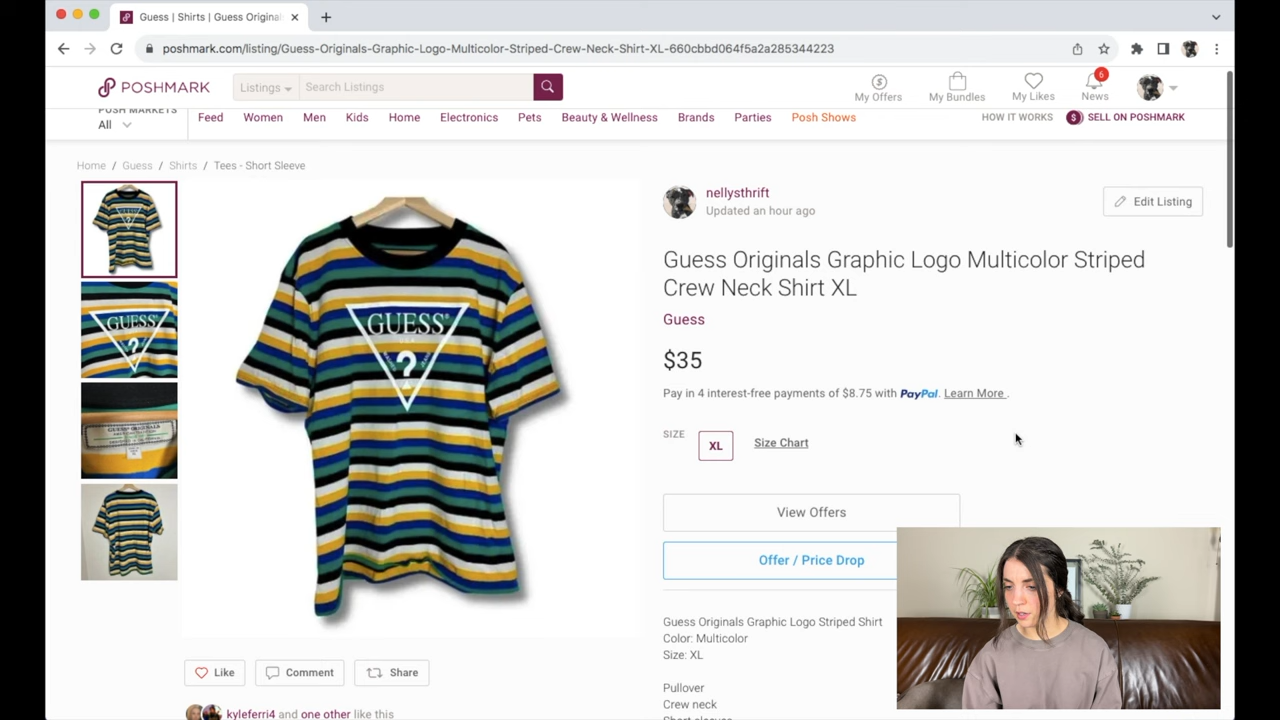 Guess | Shirts | Guess Origina
poshmark.com/listing/Guess-Originals-Graphic-Logo-Multicolor-Striped-Crew-Neck-Shirt-XL-660cbbd064f5a2a285344223
POSHMARK
Listings
Search Listings
My Offers
My Bundles
My Likes
6
News
POSH MARKETS
All
Feed
Women
Men
Kids
Home
Electronics
Pets
Beauty & Wellness
Brands
Parties
Posh Shows
HOW IT WORKS
SELL ON POSHMARK
Home / Guess / Shirts / Tees - Short Sleeve
GUESS
?
GUESS
?
nellysthrift
Updated an hour ago
Edit Listing
Guess Originals Graphic Logo Multicolor Striped
Crew Neck Shirt XL
Guess
$35
Pay in 4 interest-free payments of $8.75 with PayPal. Learn More .
SIZE
XL
Size Chart
View Offers
Offer / Price Drop
Guess Originals Graphic Logo Striped Shirt
Color: Multicolor
Size: XL
Pullover
Crew neck
Short sleeves
Like
Comment
Share
kyleferri4 and one other like this